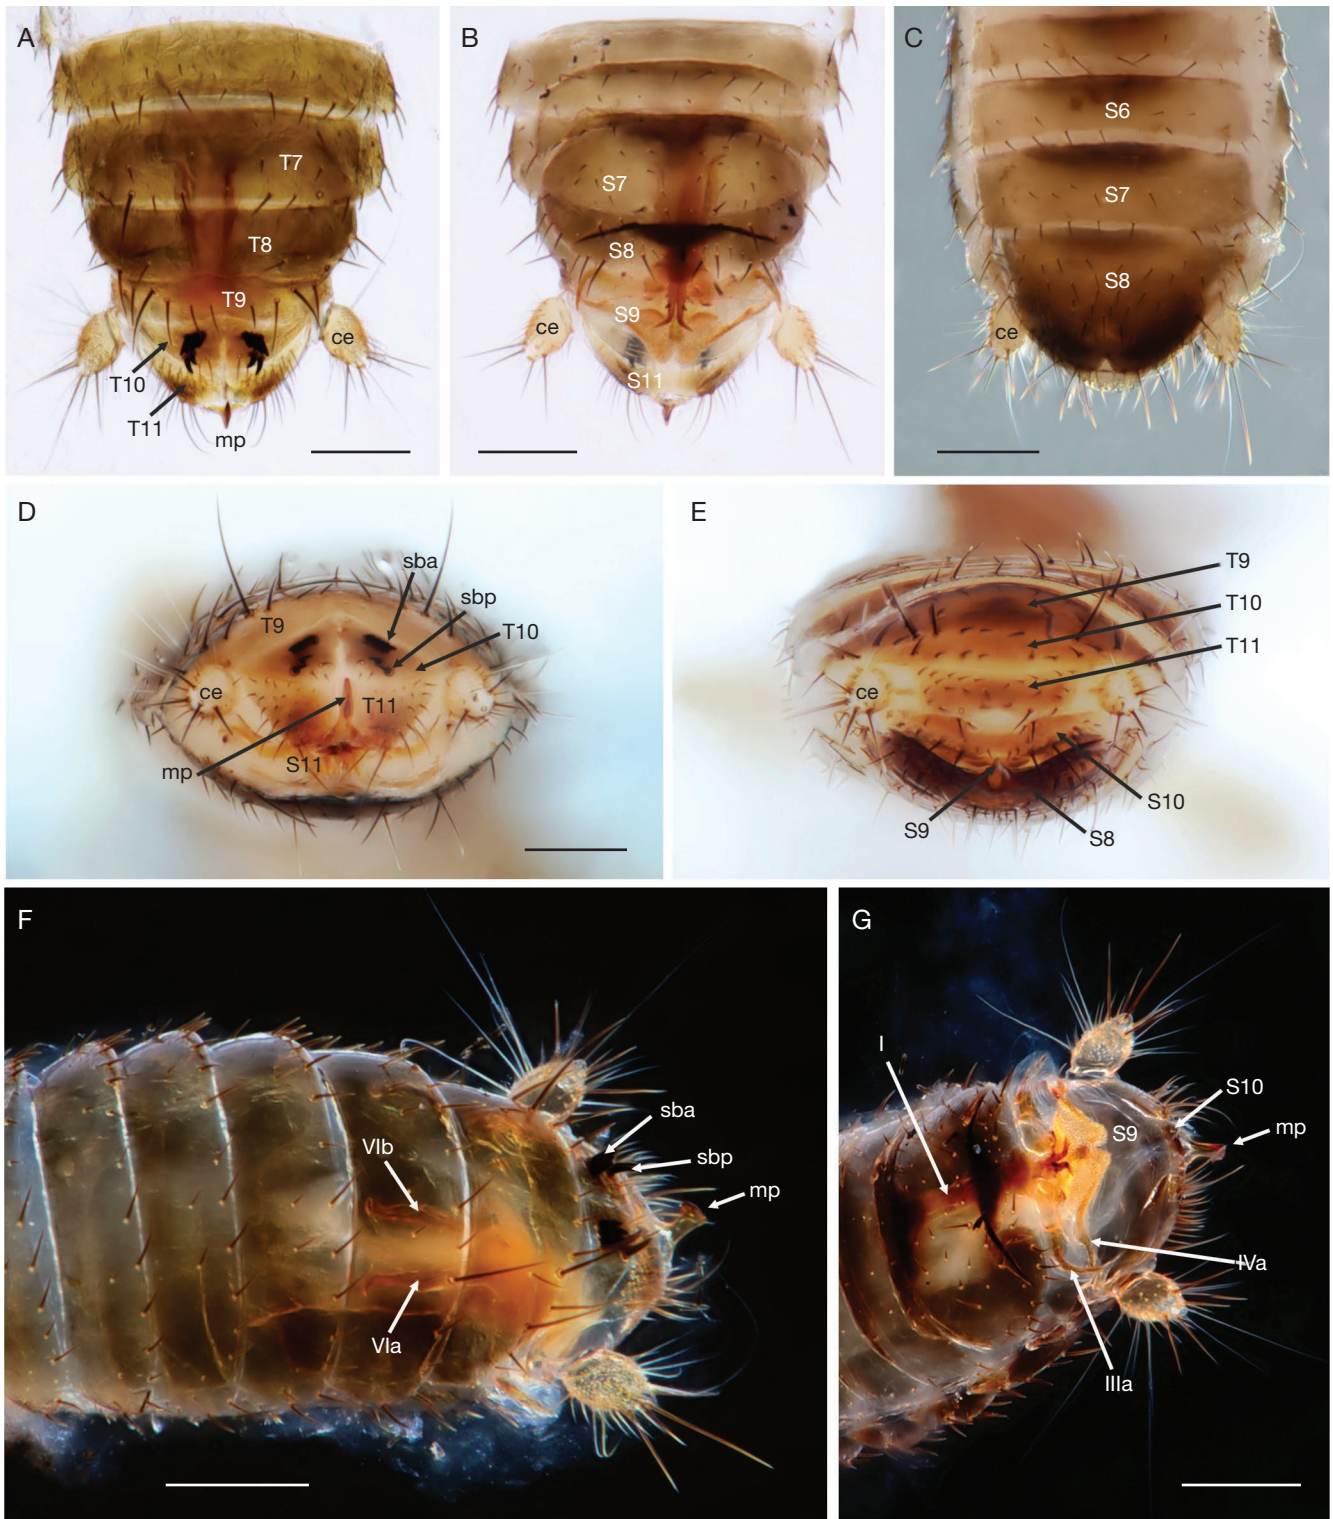 A
T7
T8
T9
ce
T10
T11
mp
B
S7
S8
S9
ce
S11
C
S6
S7
S8
ce
D
sba
sbp
T9
T10
ce
T11
mp
S11
E
T9
T10
T11
ce
S10
S9
S8
F
sba
VIb
sbp
mp
VIa
G
I
S10
S9
mp
IVa
IIIa